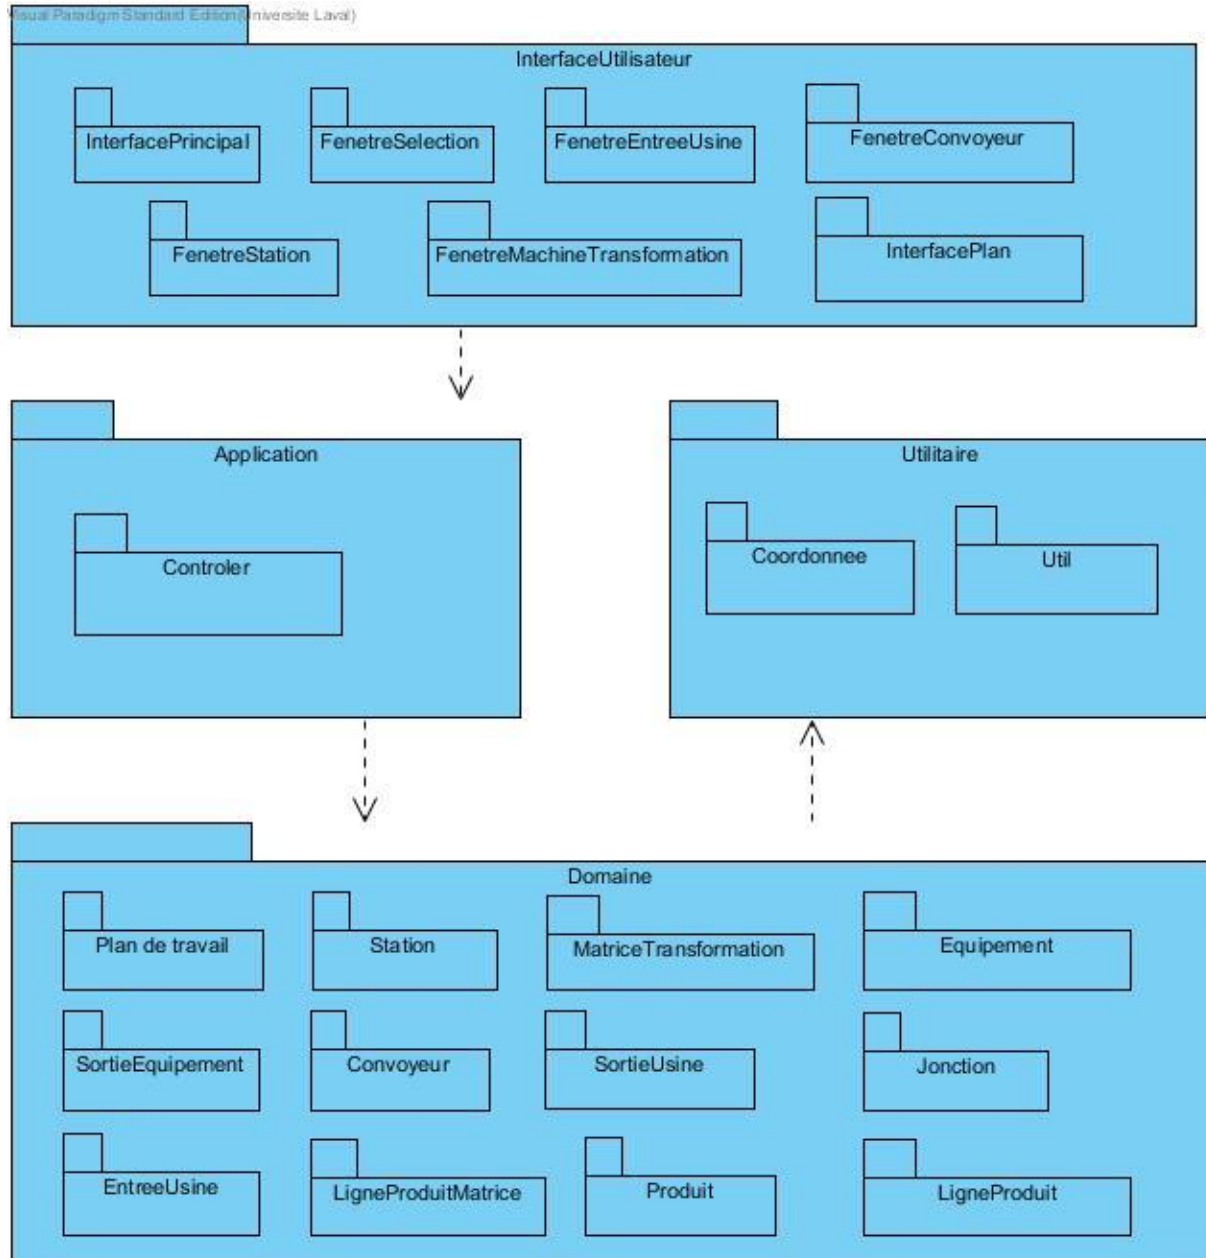 Visual Paradigm Standard Edition(Universite Laval)
InterfaceUtilisateur
InterfacePrincipal
FenetreSelection
FenetreEntreeUsine
FenetreConvoyeur
FenetreStation
FenetreMachineTransformation
InterfacePlan
Application
Controler
Utilitaire
Coordonnee
Util
Domaine
Plan de travail
Station
MatriceTransformation
Equipement
SortieEquipement
Convoyeur
SortieUsine
Jonction
EntreeUsine
LigneProduitMatrice
Produit
LigneProduit